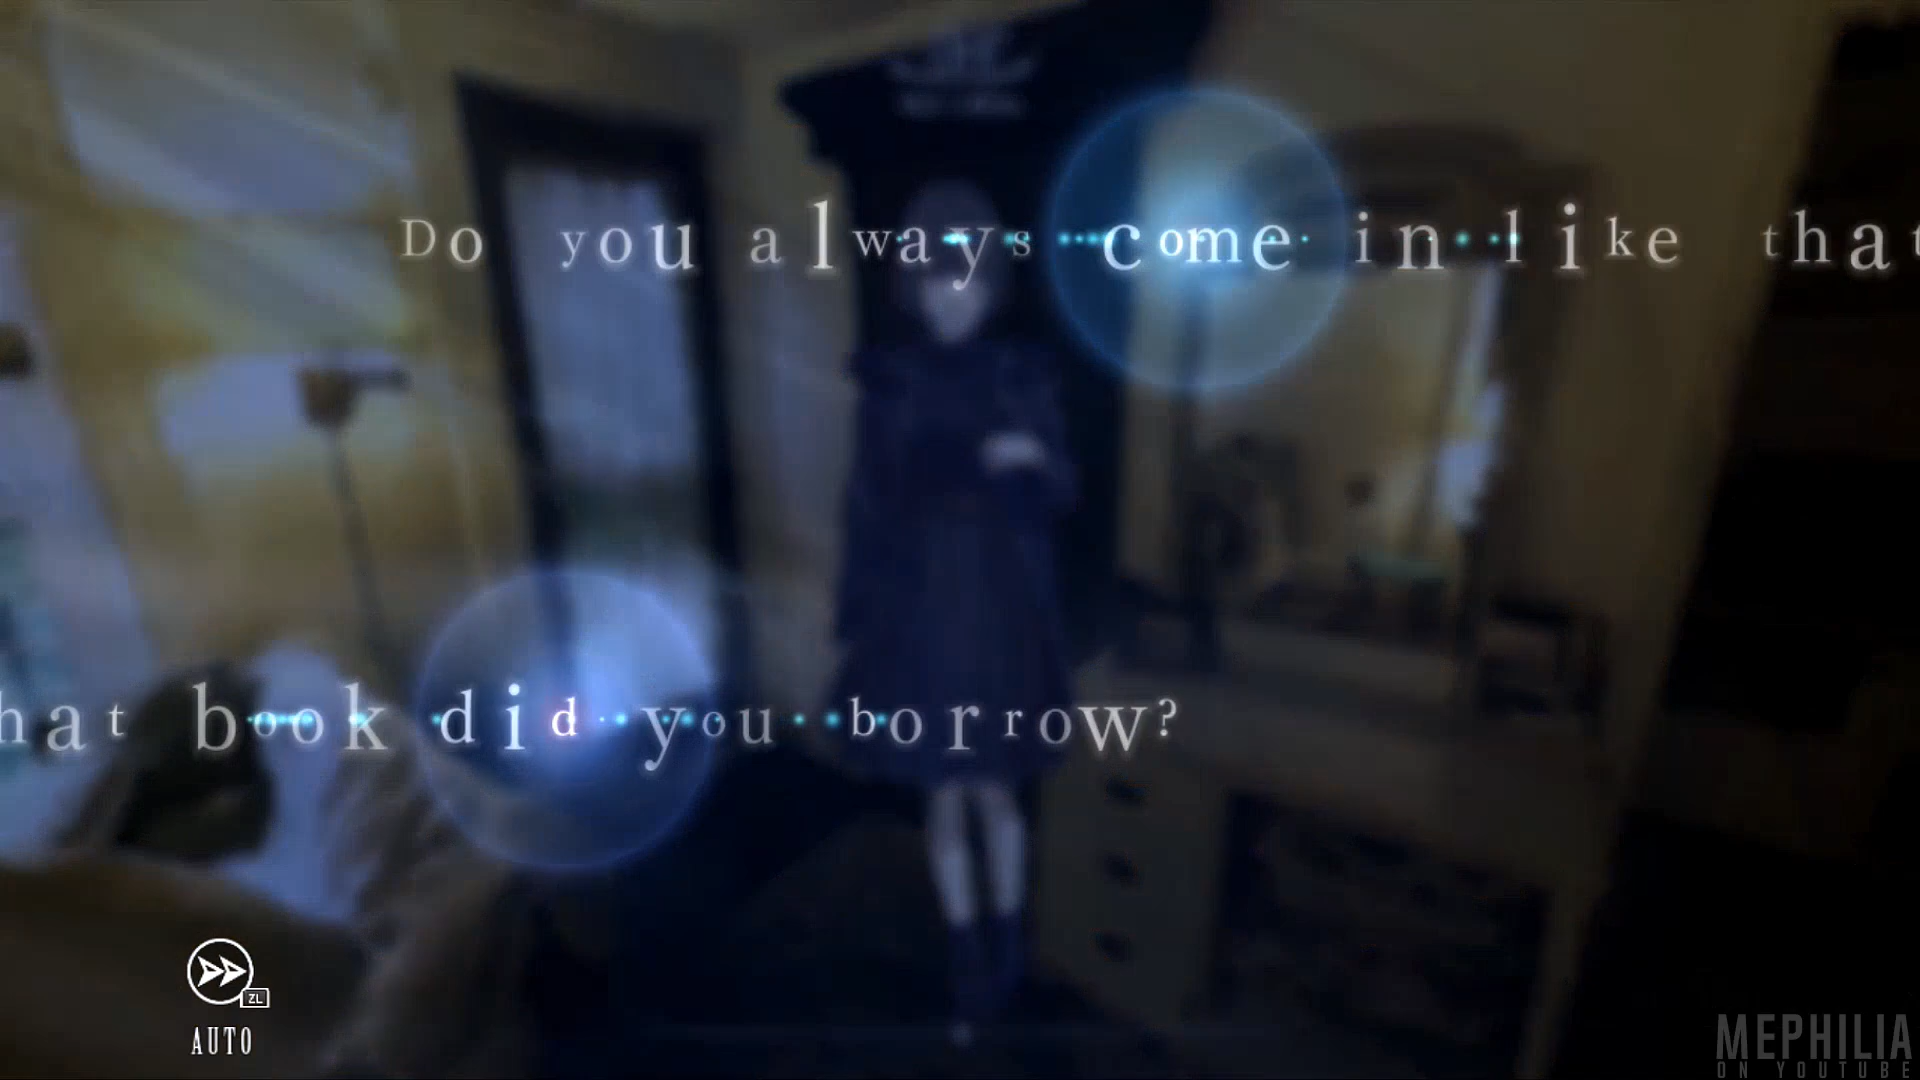 Do you always come in like that
hat book did you borrow?
ZL
AUTO
MEPHILIA
ON YOUTUBE